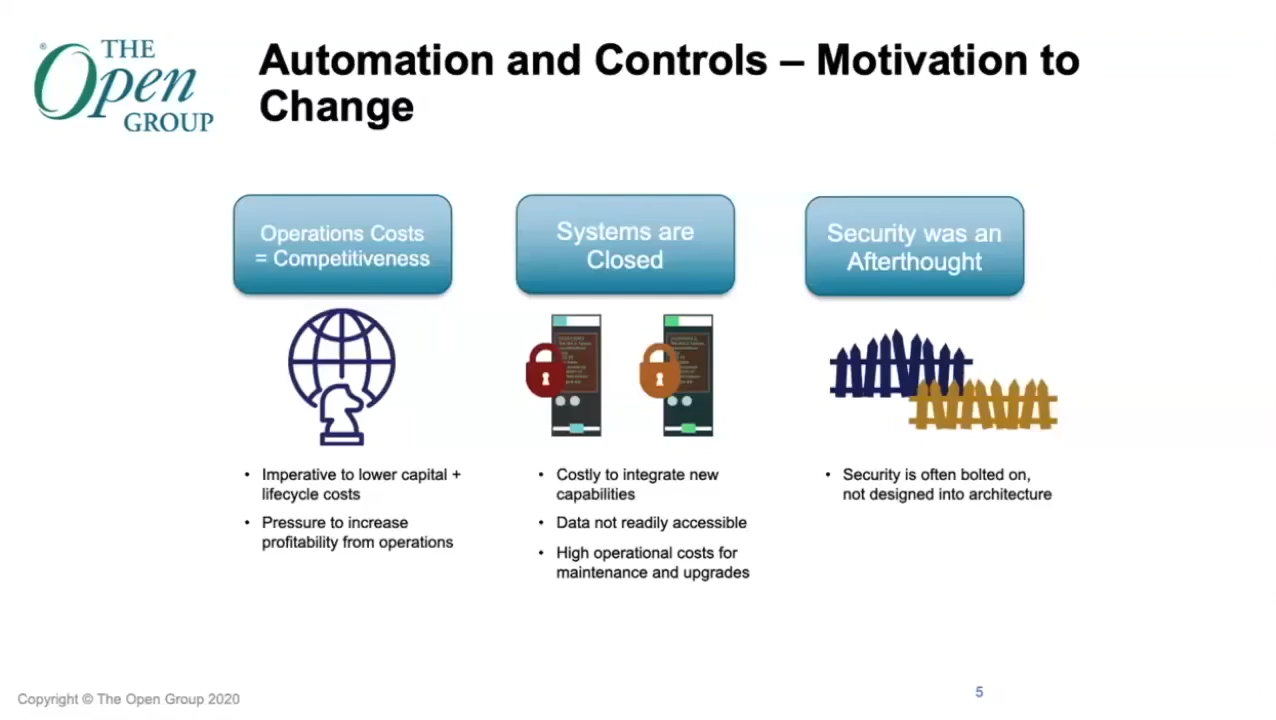 ® THE
Open
GROUP
Automation and Controls – Motivation to
Change
Operations Costs
= Competitiveness
Systems are
Closed
Security was an
Afterthought
• Imperative to lower capital +
lifecycle costs
• Pressure to increase
profitability from operations
• Costly to integrate new
capabilities
• Data not readily accessible
• High operational costs for
maintenance and upgrades
• Security is often bolted on,
not designed into architecture
Copyright © The Open Group 2020
5